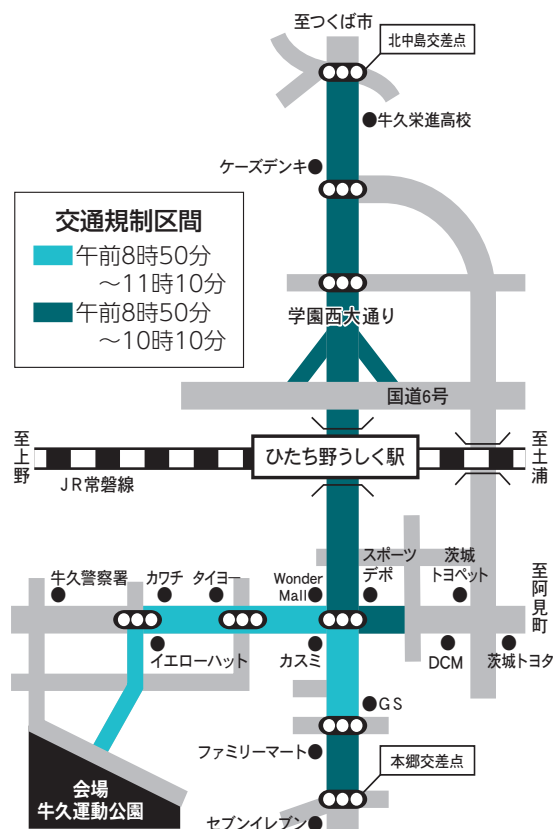 至つくば市
北中島交差点
牛久栄進高校
ケーズデンキ
交通規制区間
午前8時50分
～11時10分
午前8時50分
～10時10分
学園西大通り
国道6号
至上野
ひたち野うしく駅
至土浦
JR常磐線
スポーツ
デポ
茨城
トヨペット
至阿見町
牛久警察署
カワチ
タイヨー
Wonder
Mall
イエローハット
カスミ
DCM
茨城トヨタ
GS
ファミリーマート
本郷交差点
会場
牛久運動公園
セブンイレブン